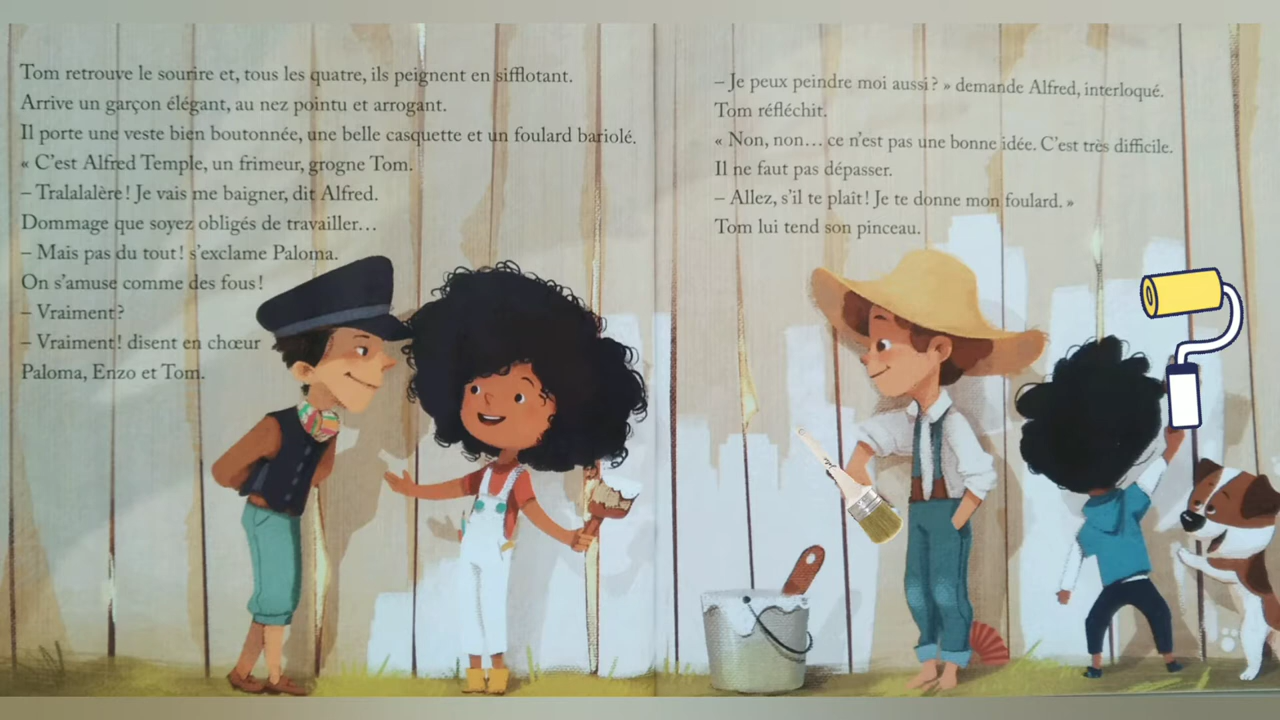 Tom retrouve le sourire et, tous les quatre, ils peignent en sifflotant.
Arrive un garçon élégant, au nez pointu et arrogant.
Il porte une veste bien boutonnée, une belle casquette et un foulard bariolé.
« C'est Alfred Temple, un frimeur, grogne Tom.
– Tralalalère ! Je vais me baigner, dit Alfred.
Dommage que soyez obligés de travailler…
– Mais pas du tout ! s'exclame Paloma.
On s'amuse comme des fous !
– Vraiment ?
– Vraiment ! disent en chœur
Paloma, Enzo et Tom.
– Je peux peindre moi aussi ? » demande Alfred, interloqué.
Tom réfléchit.
« Non, non… ce n'est pas une bonne idée. C'est très difficile.
Il ne faut pas dépasser.
– Allez, s'il te plaît ! Je te donne mon foulard. »
Tom lui tend son pinceau.